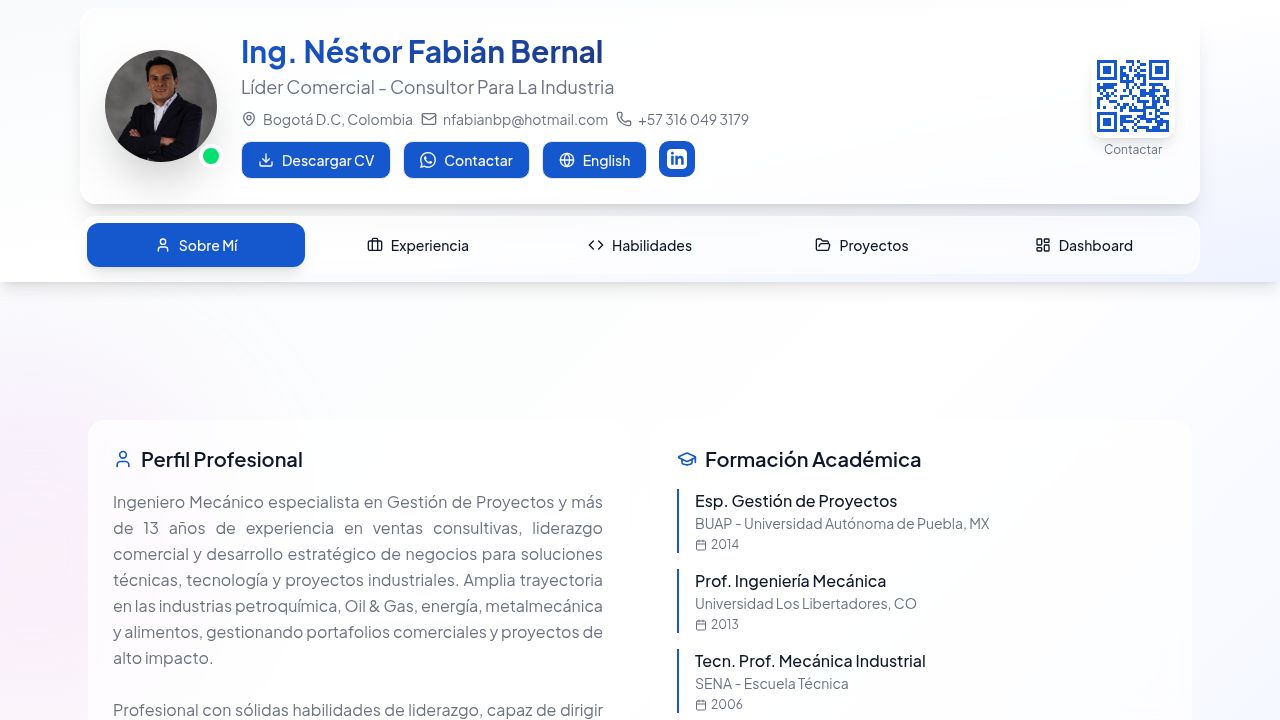 Ing. Néstor Fabián Bernal
Líder Comercial - Consultor Para La Industria
Bogotá D.C, Colombia nfabianbp@hotmail.com +57 316 049 3179
Descargar CV Contactar English in
Contactar
Sobre Mí Experiencia Habilidades Proyectos Dashboard
Perfil Profesional
Ingeniero Mecánico especialista en Gestión de Proyectos y más
de 13 años de experiencia en ventas consultivas, liderazgo
comercial y desarrollo estratégico de negocios para soluciones
técnicas, tecnología y proyectos industriales. Amplia trayectoria
en las industrias petroquímica, Oil & Gas, energía, metalmecánica
y alimentos, gestionando portafolios comerciales y proyectos de
alto impacto.
Profesional con sólidas habilidades de liderazgo, capaz de dirigir
Formación Académica
Esp. Gestión de Proyectos
BUAP - Universidad Autónoma de Puebla, MX
2014
Prof. Ingeniería Mecánica
Universidad Los Libertadores, CO
2013
Tecn. Prof. Mecánica Industrial
SENA - Escuela Técnica
2006